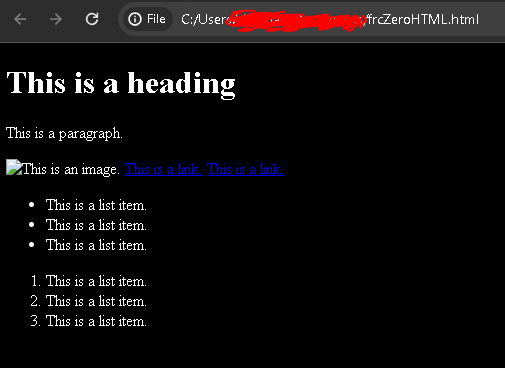 File C:/Users/ /frcZeroHTML.html
This is a heading
This is a paragraph.
This is an image. This is a link. This is a link.
• This is a list item.
• This is a list item.
• This is a list item.
1. This is a list item.
2. This is a list item.
3. This is a list item.